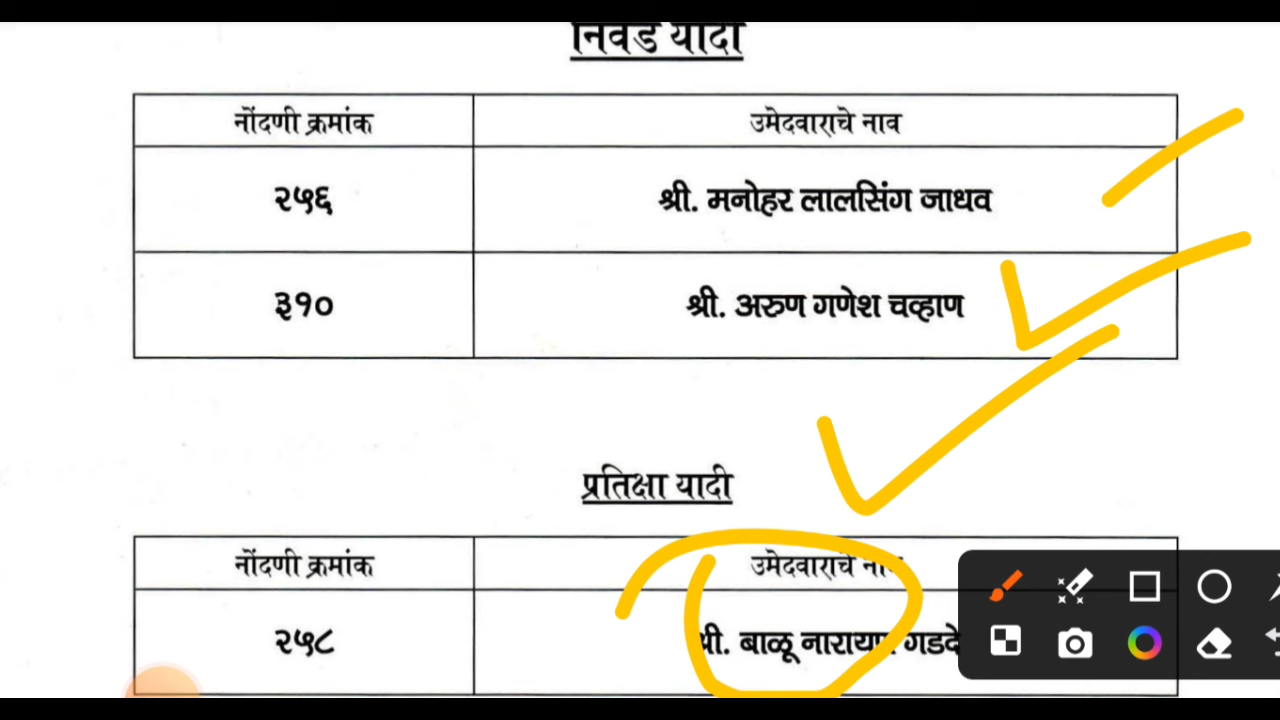 निवड यादी
नोंदणी क्रमांक उमेदवाराचे नाव
२५६ श्री. मनोहर लालसिंग जाधव
३१० श्री. अरुण गणेश चव्हाण
प्रतिक्षा यादी
नोंदणी क्रमांक उमेदवाराचे नाव
२५८ श्री. बाळू नारायण